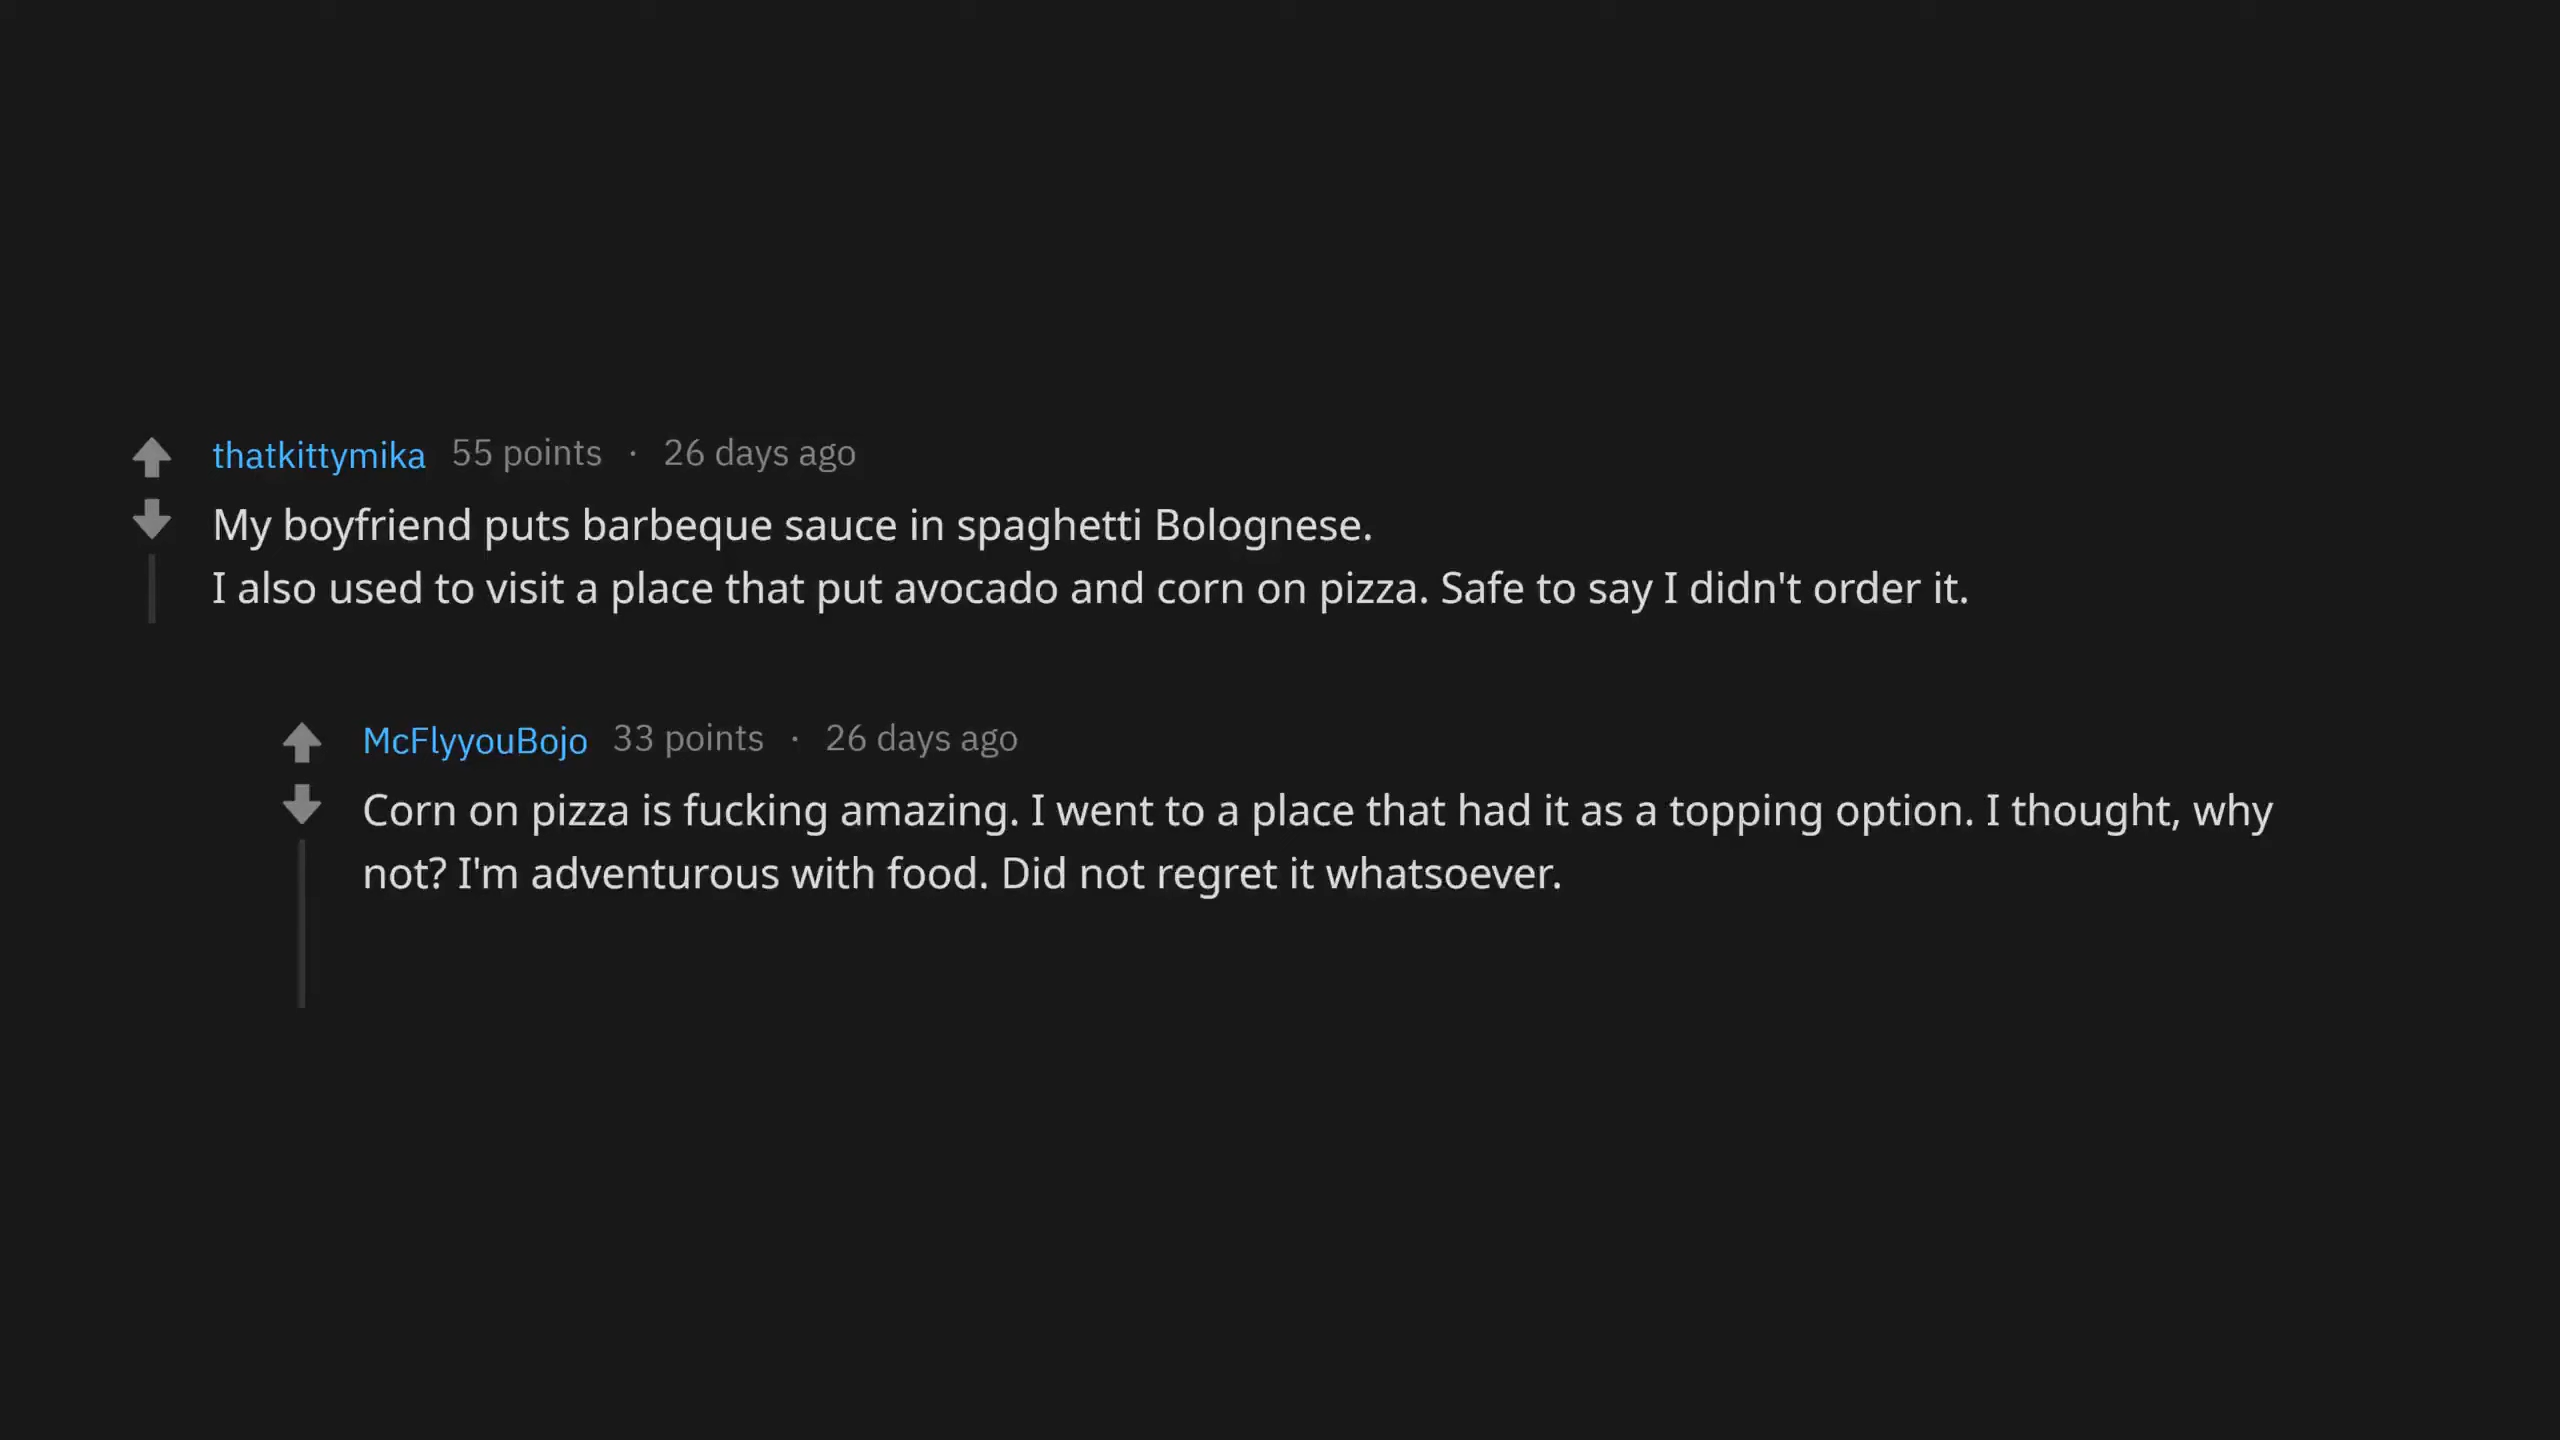 thatkittymika 55 points · 26 days ago
My boyfriend puts barbeque sauce in spaghetti Bolognese.
I also used to visit a place that put avocado and corn on pizza. Safe to say I didn't order it.
McFlyyouBojo 33 points · 26 days ago
Corn on pizza is fucking amazing. I went to a place that had it as a topping option. I thought, why
not? I'm adventurous with food. Did not regret it whatsoever.